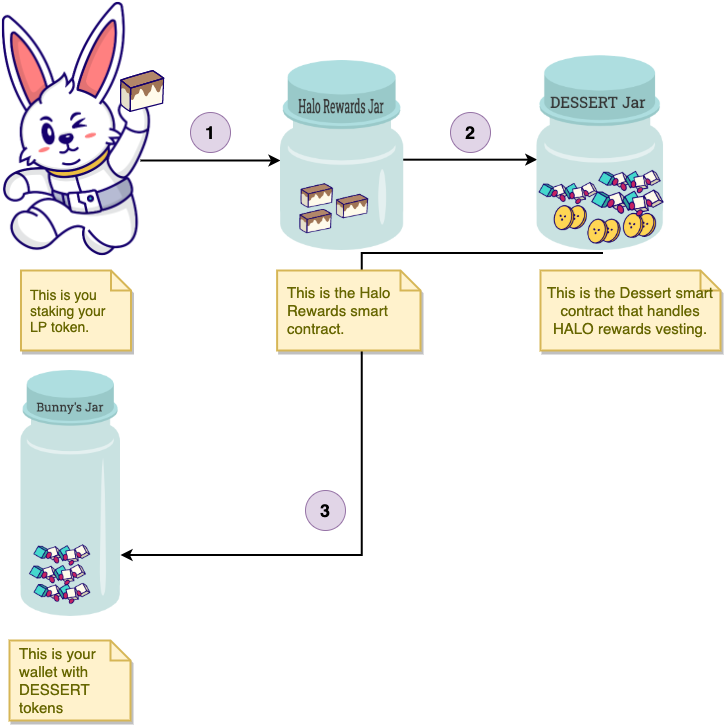 1
Halo Rewards Jar
2
DESSERT Jar
This is you
staking your
LP token.
This is the Halo
Rewards smart
contract.
This is the Dessert smart
contract that handles
HALO rewards vesting.
Bunny's Jar
3
This is your
wallet with
DESSERT
tokens